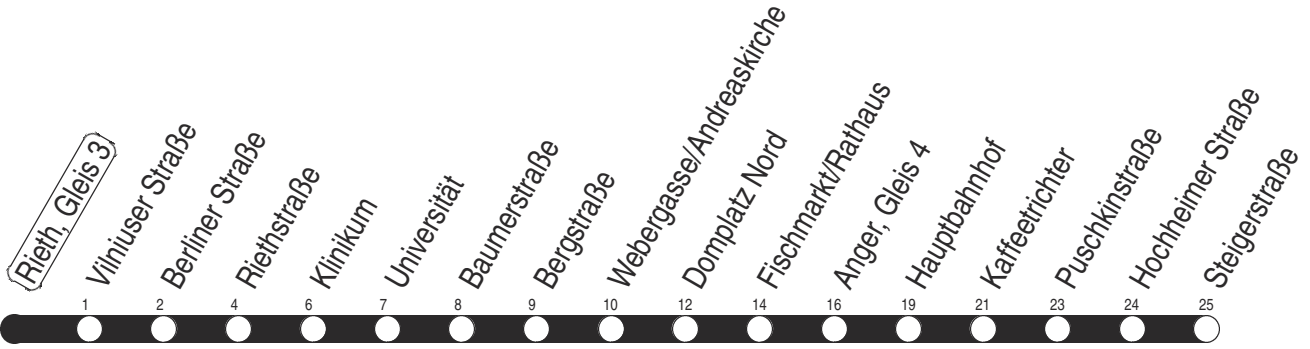 Rieth, Gleis 3
Vilniuser Straße
Berliner Straße
Riethstraße
Klinikum
Universität
Baumerstraße
Bergstraße
Webergasse/Andreaskirche
Domplatz Nord
Fischmarkt/Rathaus
Anger, Gleis 4
Hauptbahnhof
Kaffeetrichter
Puschkinstraße
Hochheimer Straße
Steigerstraße
1 2 4 6 7 8 9 10 12 14 16 19 21 23 24 25